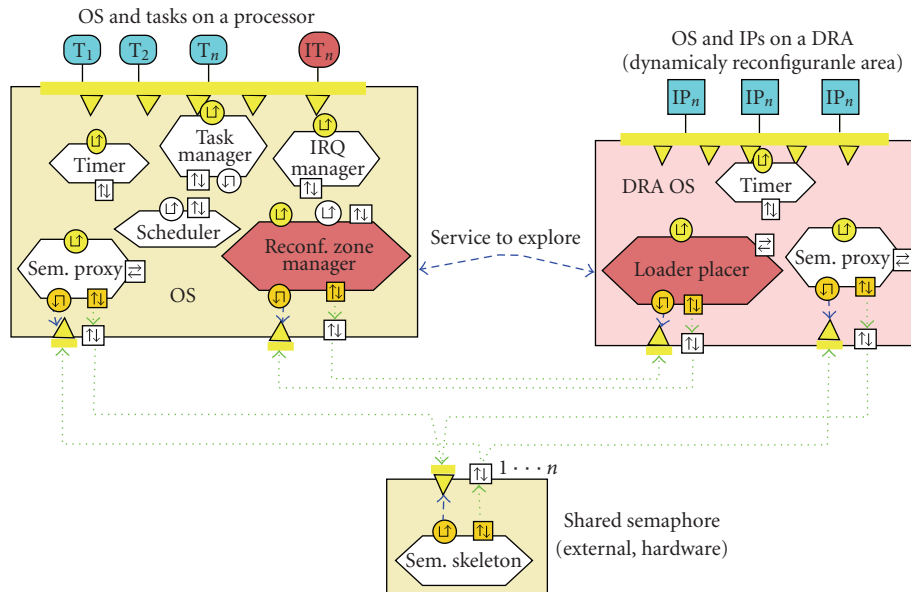 OS and tasks on a processor
T1 T2 Tn ITn
Timer
Task
manager
IRQ
manager
Scheduler
Reconf. zone
manager
Sem. proxy
OS
Service to explore
OS and IPs on a DRA
(dynamicaly reconfiguranle area)
IPn IPn IPn
DRA OS
Timer
Loader placer
Sem. proxy
1 · · · n
Sem. skeleton
Shared semaphore
(external, hardware)